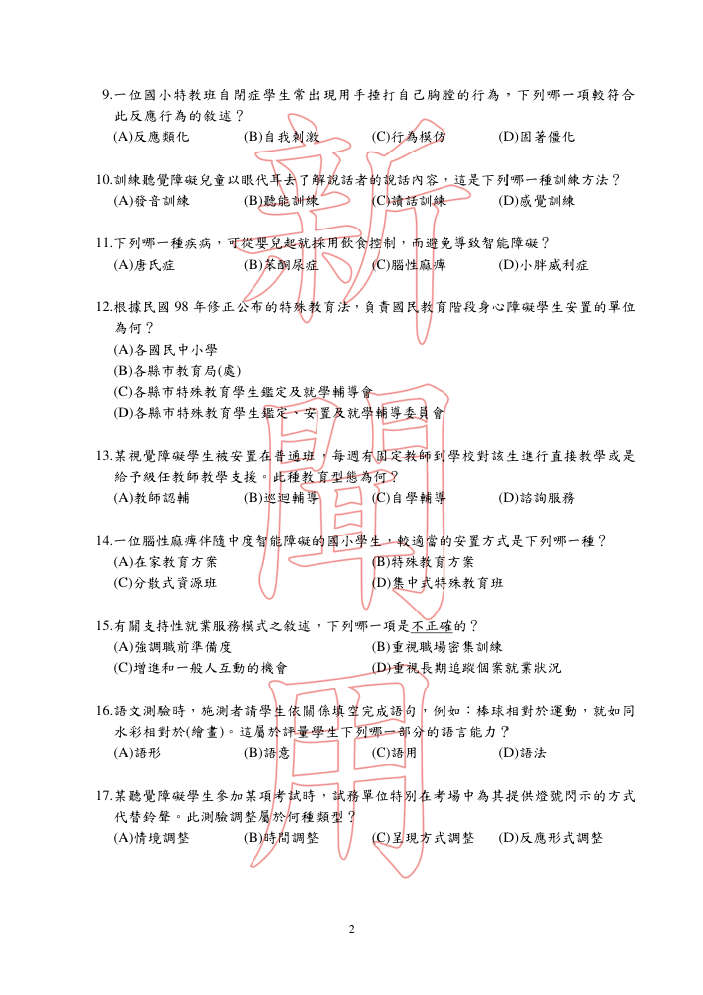 9.一位國小特教班自閉症學生常出現用手捶打自己胸膛的行為，下列哪一項較符合
此反應行為的敘述？
(A)反應類化 (B)自我刺激 (C)行為模仿 (D)固著僵化
10.訓練聽覺障礙兒童以眼代耳去了解說話者的說話內容，這是下列哪一種訓練方法？
(A)發音訓練 (B)聽能訓練 (C)讀話訓練 (D)感覺訓練
11.下列哪一種疾病，可從嬰兒起就採用飲食控制，而避免導致智能障礙？
(A)唐氏症 (B)苯酮尿症 (C)腦性麻痺 (D)小胖威利症
12.根據民國 98 年修正公布的特殊教育法，負責國民教育階段身心障礙學生安置的單位
為何？
(A)各國民中小學
(B)各縣市教育局(處)
(C)各縣市特殊教育學生鑑定及就學輔導會
(D)各縣市特殊教育學生鑑定、安置及就學輔導委員會
13.某視覺障礙學生被安置在普通班，每週有固定教師到學校對該生進行直接教學或是
給予級任教師教學支援。此種教育型態為何？
(A)教師認輔 (B)巡迴輔導 (C)自學輔導 (D)諮詢服務
14.一位腦性麻痺伴隨中度智能障礙的國小學生，較適當的安置方式是下列哪一種？
(A)在家教育方案 (B)特殊教育方案
(C)分散式資源班 (D)集中式特殊教育班
15.有關支持性就業服務模式之敘述，下列哪一項是不正確的？
(A)強調職前準備度 (B)重視職場密集訓練
(C)增進和一般人互動的機會 (D)重視長期追蹤個案就業狀況
16.語文測驗時，施測者請學生依關係填空完成語句，例如：棒球相對於運動，就如同
水彩相對於(繪畫)。這屬於評量學生下列哪一部分的語言能力？
(A)語形 (B)語意 (C)語用 (D)語法
17.某聽覺障礙學生參加某項考試時，試務單位特別在考場中為其提供燈號閃示的方式
代替鈴聲。此測驗調整屬於何種類型？
(A)情境調整 (B)時間調整 (C)呈現方式調整 (D)反應形式調整
新聞用
2